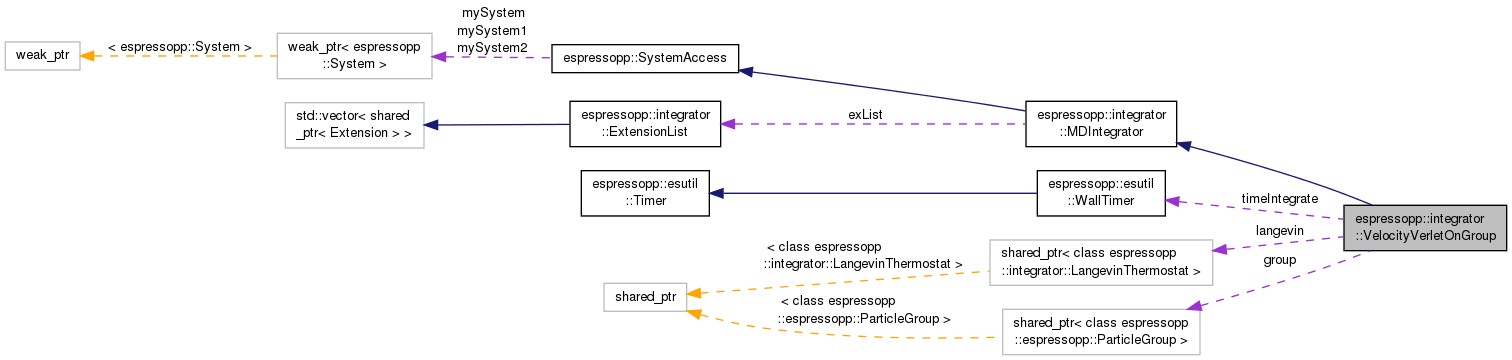 mySystem
mySystem1
mySystem2
< espressopp::System >
weak_ptr
weak_ptr< espressopp
::System >
espressopp::SystemAccess
std::vector< shared
_ptr< Extension > >
espressopp::integrator
::ExtensionList
exList
espressopp::integrator
::MDIntegrator
espressopp::esutil
::Timer
espressopp::esutil
::WallTimer
timeIntegrate
espressopp::integrator
::VelocityVerletOnGroup
langevin
group
< class espressopp
::integrator::LangevinThermostat >
shared_ptr< class espressopp
::integrator::LangevinThermostat >
shared_ptr
< class espressopp
::espressopp::ParticleGroup >
shared_ptr< class espressopp
::espressopp::ParticleGroup >